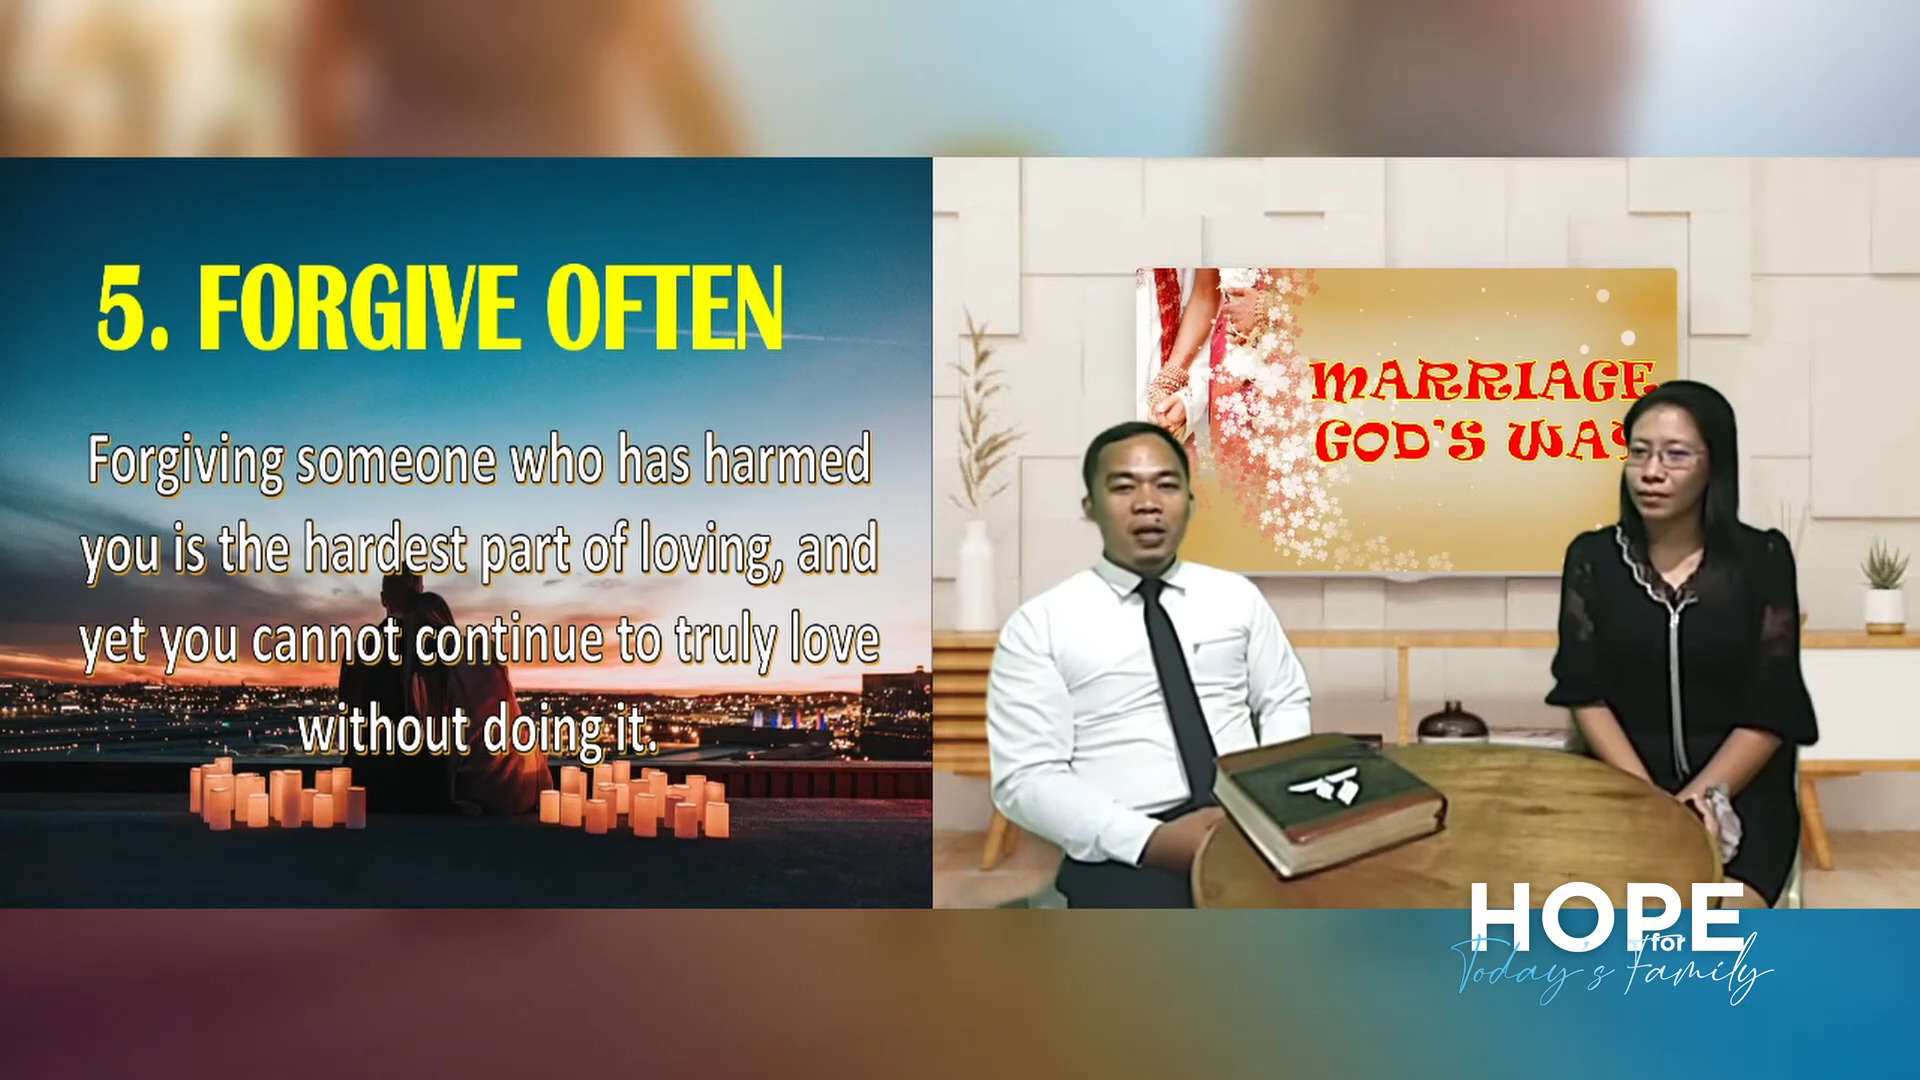 5. FORGIVE OFTEN
Forgiving someone who has harmed
you is the hardest part of loving, and
yet you cannot continue to truly love
without doing it.
MARRIAGE
GOD'S WAY
HOPE
for
Today's Family